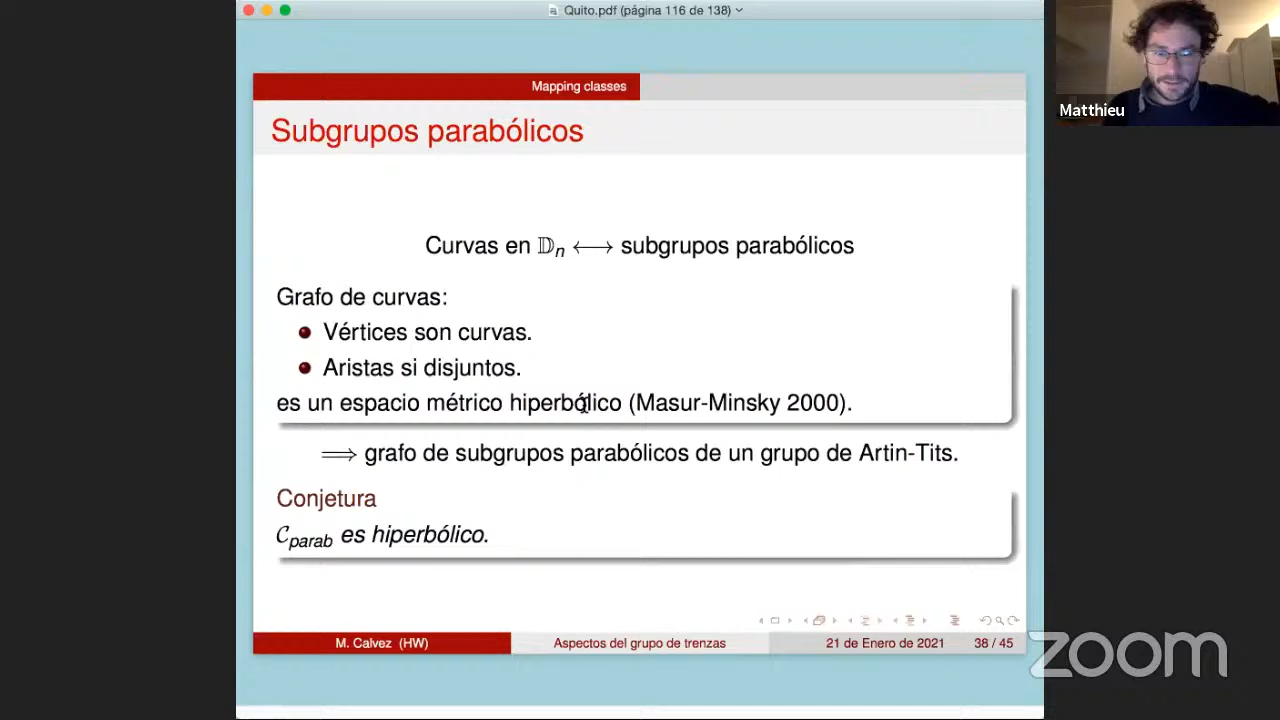 Quito.pdf (página 116 de 138)
Matthieu
Mapping classes
Subgrupos parabólicos
Curvas en 𝔻n ⟷ subgrupos parabólicos
Grafo de curvas:
Vértices son curvas.
Aristas si disjuntos.
es un espacio métrico hiperbólico (Masur-Minsky 2000).
⟹ grafo de subgrupos parabólicos de un grupo de Artin-Tits.
Conjetura
𝒞parab es hiperbólico.
M. Calvez (HW) Aspectos del grupo de trenzas 21 de Enero de 2021 38 / 45
zoom